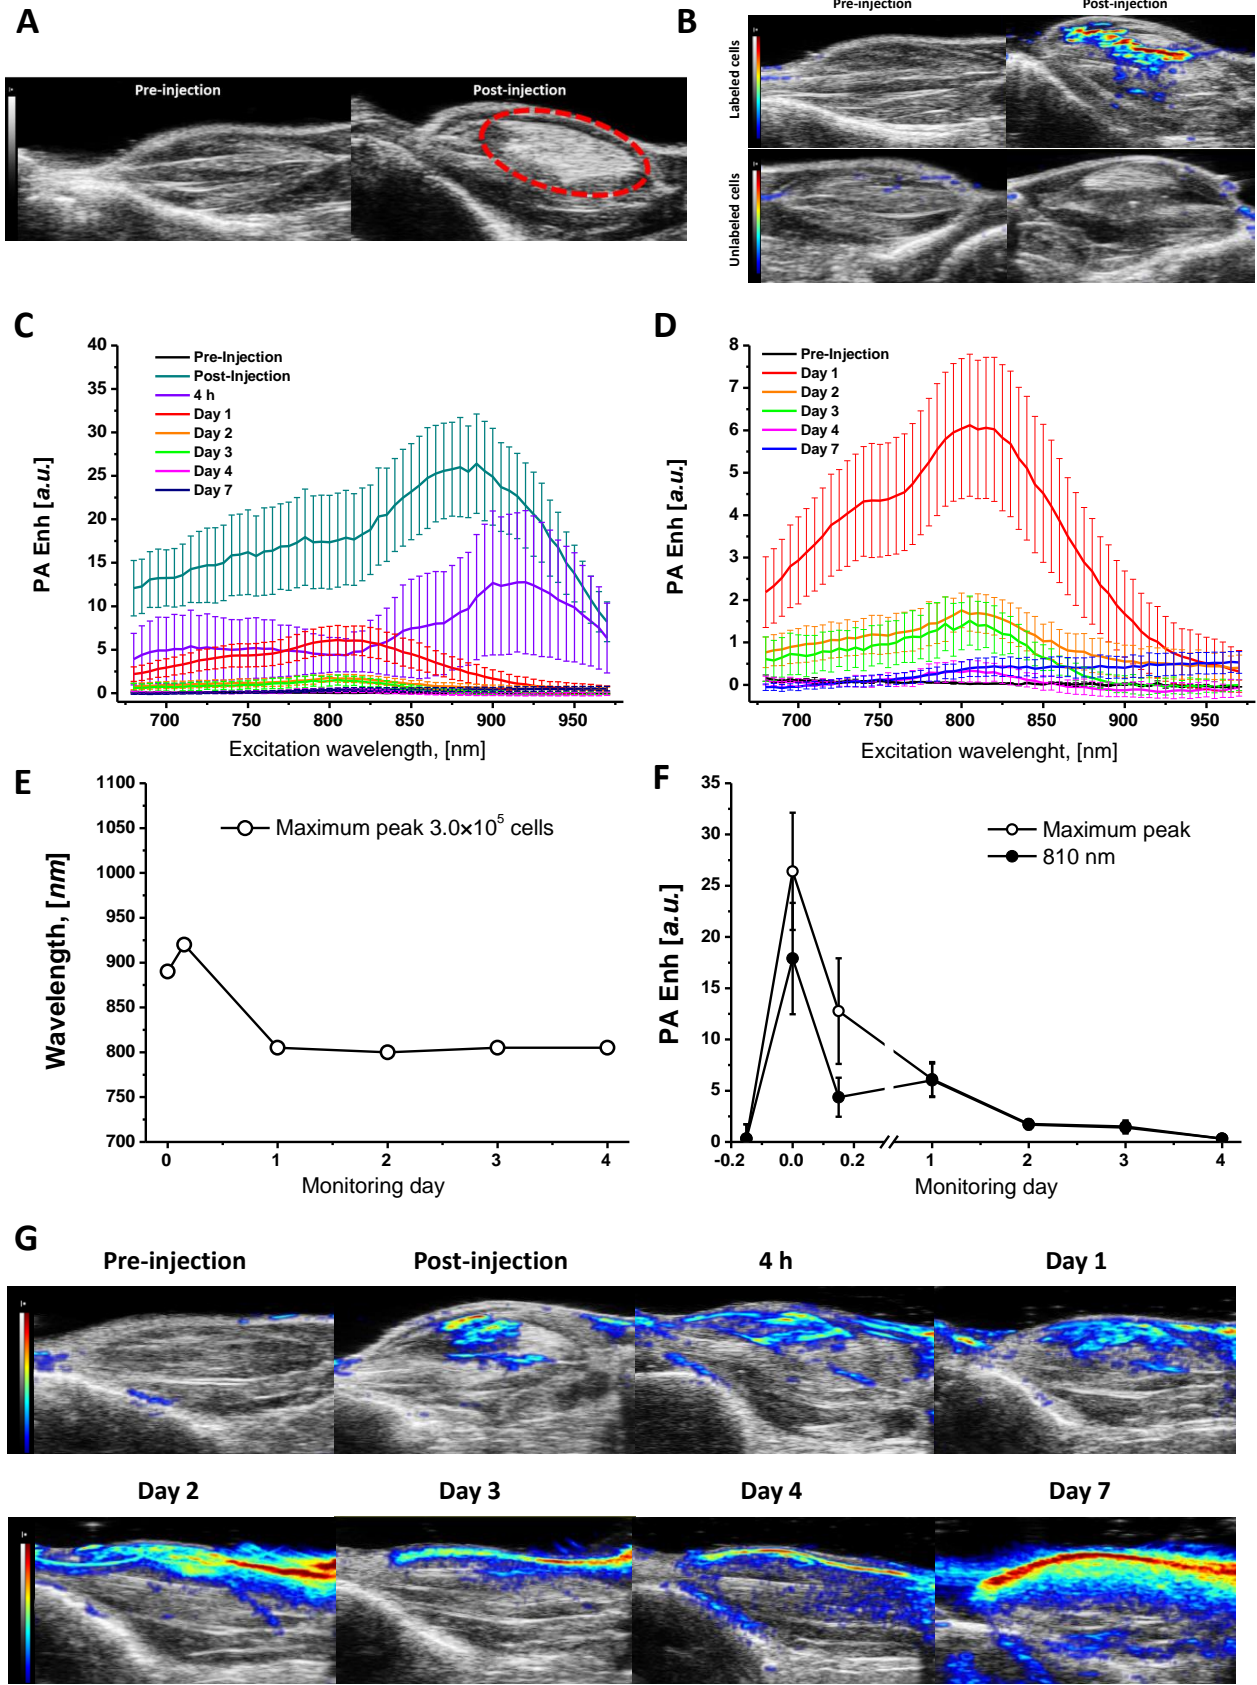 A
Pre-injection
Post-injection
B
Pre-injection
Post-injection
Labeled cells
Unlabeled cells
C
40
35
30
25
20
15
10
5
0
PA Enh [a.u.]
Pre-Injection
Post-Injection
4 h
Day 1
Day 2
Day 3
Day 4
Day 7
700 750 800 850 900 950
Excitation wavelength, [nm]
D
8
7
6
5
4
3
2
1
0
PA Enh [a.u.]
Pre-Injection
Day 1
Day 2
Day 3
Day 4
Day 7
700 750 800 850 900 950
Excitation wavelenght, [nm]
E
1100
1050
1000
950
900
850
800
750
700
Wavelength, [nm]
Maximum peak 3.0×10⁵ cells
0 1 2 3 4
Monitoring day
F
35
30
25
20
15
10
5
0
PA Enh [a.u.]
Maximum peak
810 nm
-0.2 0.0 0.2 1 2 3 4
Monitoring day
G
Pre-injection
Post-injection
4 h
Day 1
Day 2
Day 3
Day 4
Day 7